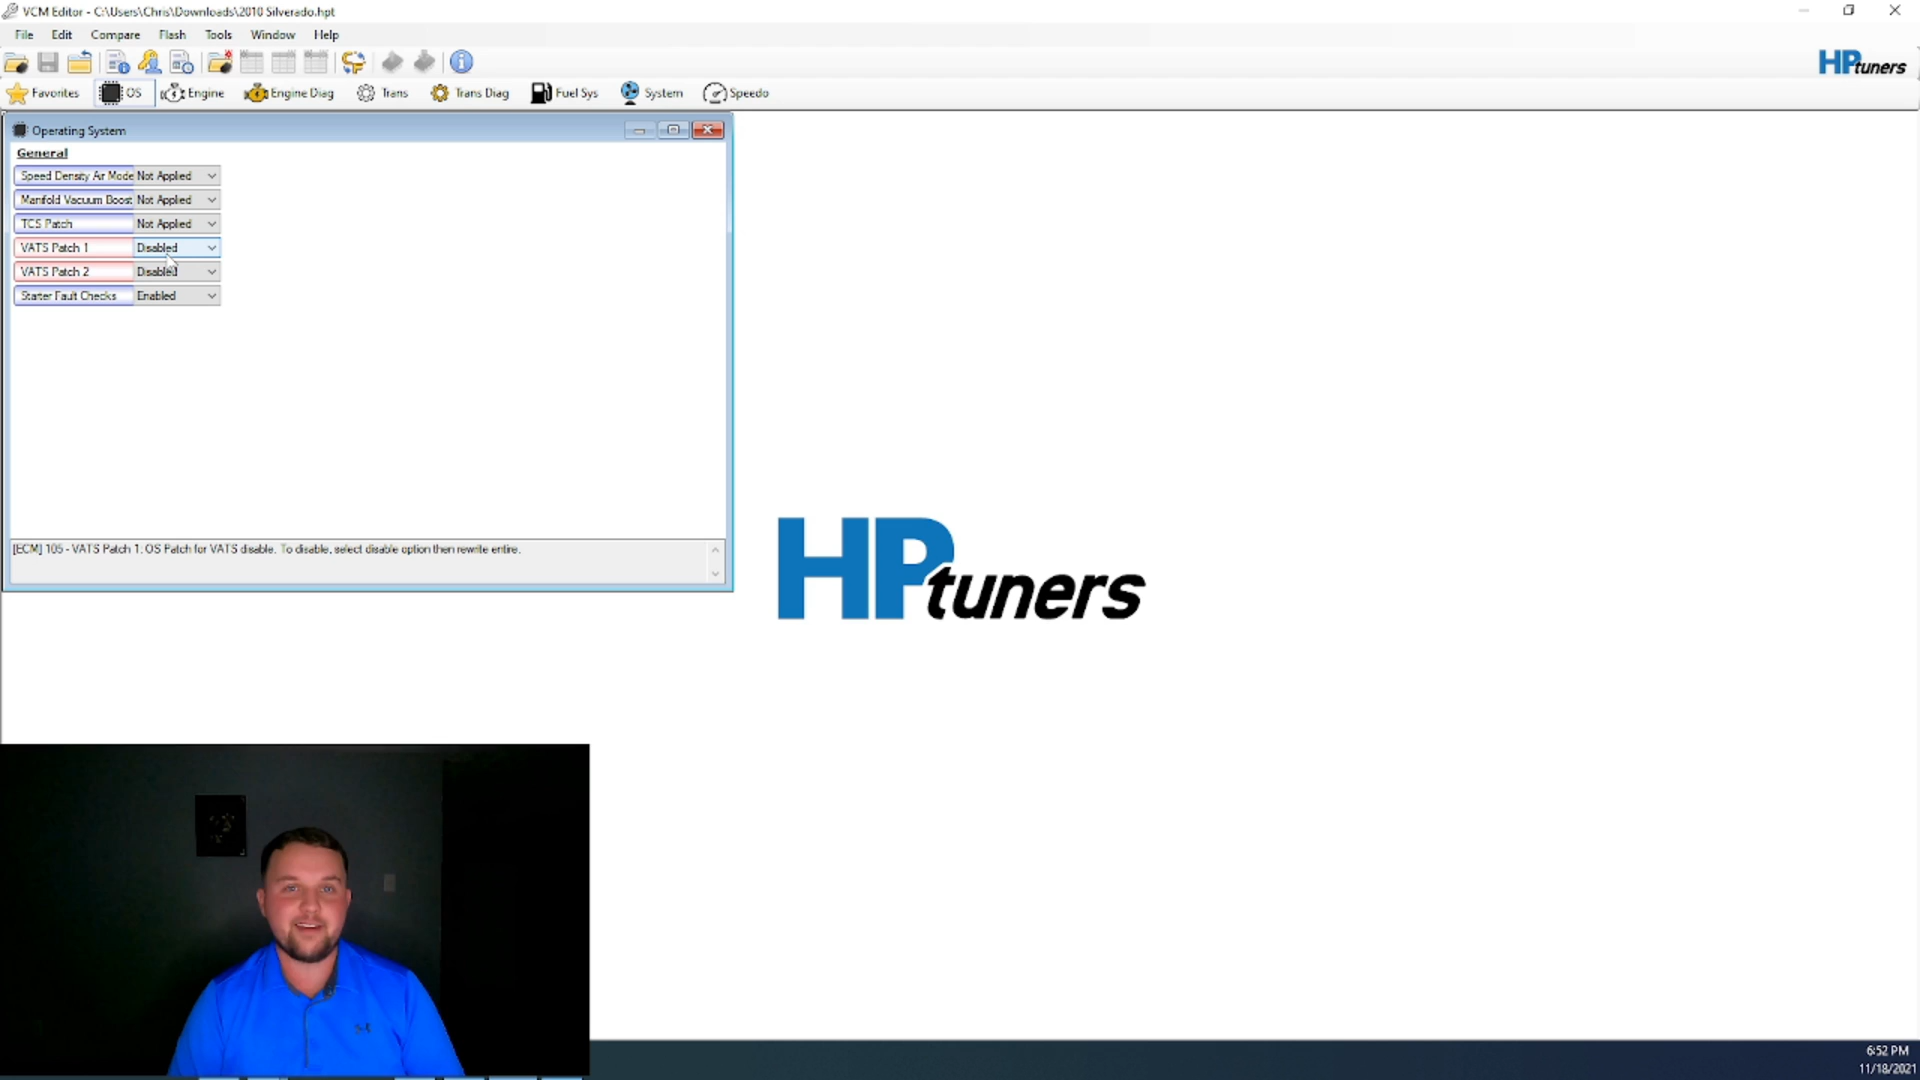 VCM Editor - C:\Users\Chris\Downloads\2010 Silverado.hpt
File Edit Compare Flash Tools Window Help
HPtuners
Favorites OS Engine Engine Diag Trans Trans Diag Fuel Sys System Speedo
Operating System
General
Speed Density Air Mode Not Applied
Manifold Vacuum Boost Not Applied
TCS Patch Not Applied
VATS Patch 1 Disabled
VATS Patch 2 Disabled
Starter Fault Checks Enabled
[ECM] 105 - VATS Patch 1: OS Patch for VATS disable. To disable, select disable option then rewrite entire.
HPtuners
6:52 PM
11/18/2021